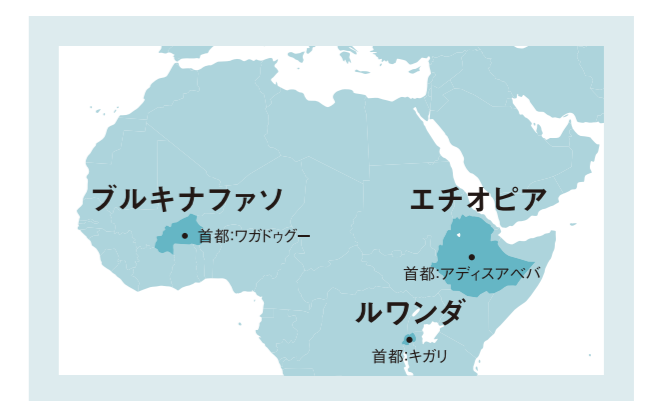 ブルキナファソ
首都:ワガドゥグー
エチオピア
首都:アディスアベバ
ルワンダ
首都:キガリ